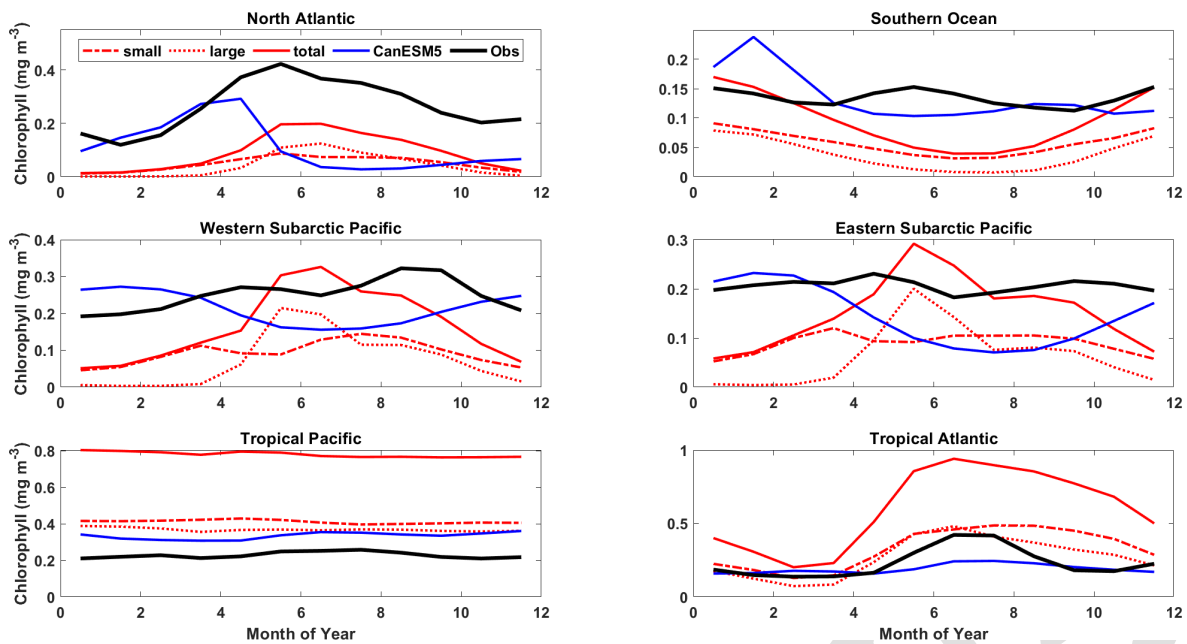 North Atlantic
small large total CanESM5 Obs
Chlorophyll (mg m-3)
0.4
0.2
0
0 2 4 6 8 10 12
Southern Ocean
0.2
0.15
0.1
0.05
0
0 2 4 6 8 10 12
Western Subarctic Pacific
Chlorophyll (mg m-3)
0.4
0.3
0.2
0.1
0
0 2 4 6 8 10 12
Eastern Subarctic Pacific
0.3
0.2
0.1
0
0 2 4 6 8 10 12
Tropical Pacific
Chlorophyll (mg m-3)
0.8
0.6
0.4
0.2
0
0 2 4 6 8 10 12
Month of Year
Tropical Atlantic
1
0.5
0
0 2 4 6 8 10 12
Month of Year